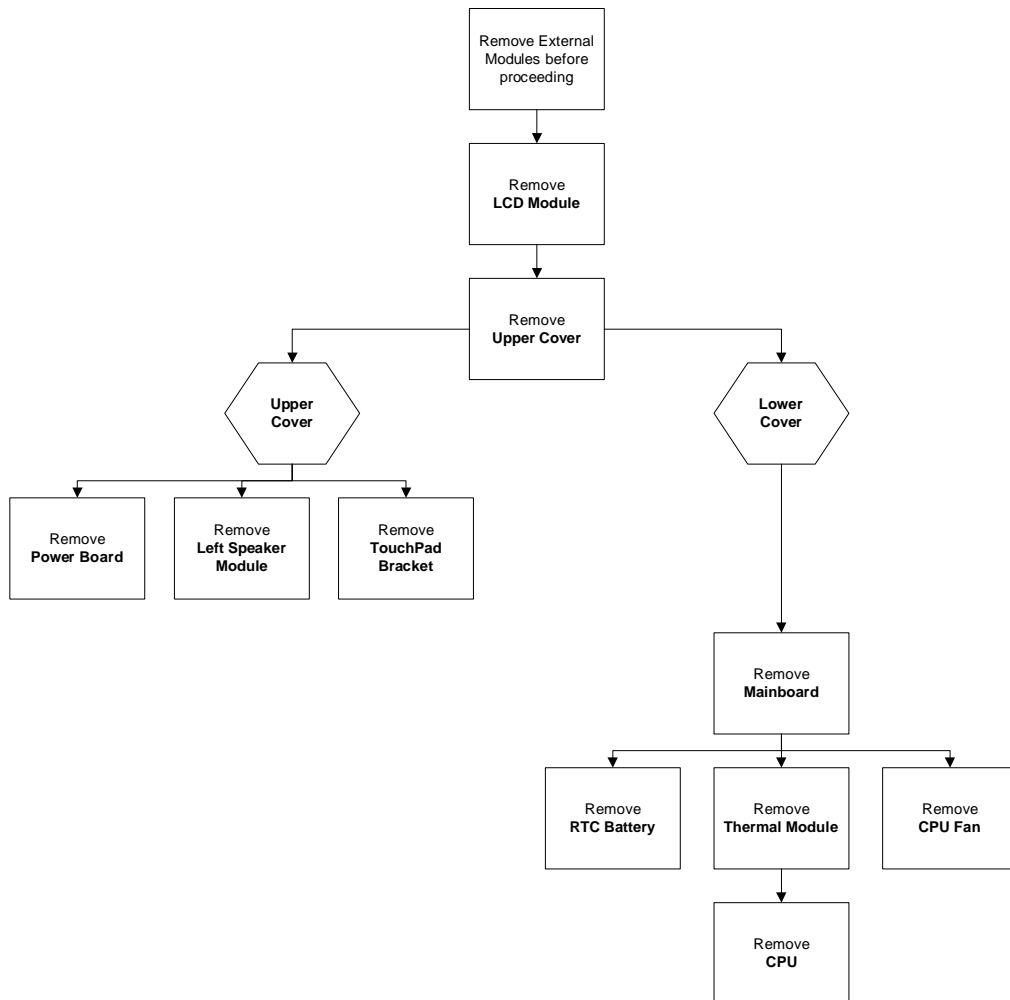 Remove External
Modules before
proceeding
Remove
LCD Module
Remove
Upper Cover
Upper
Cover
Lower
Cover
Remove
Power Board
Remove
Left Speaker
Module
Remove
TouchPad
Bracket
Remove
Mainboard
Remove
RTC Battery
Remove
Thermal Module
Remove
CPU Fan
Remove
CPU